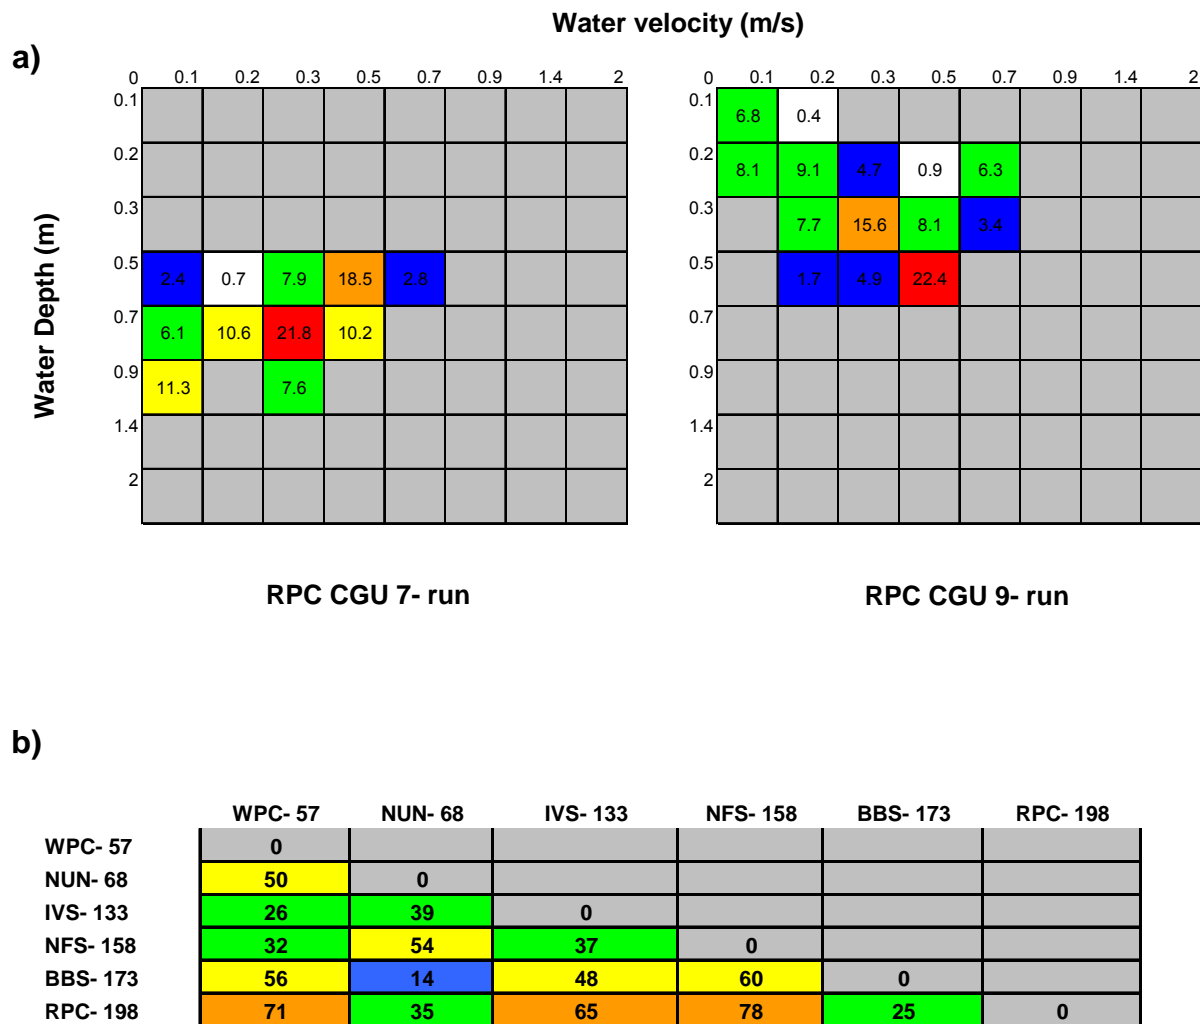 Water velocity (m/s)
a)
0 0.1 0.2 0.3 0.5 0.7 0.9 1.4 2 0 0.1 0.2 0.3 0.5 0.7 0.9 1.4 2
0.1 0.1 6.8 0.4
0.2 0.2 8.1 9.1 4.7 0.9 6.3
0.3 0.3 7.7 15.6 8.1 3.4
Water Depth (m)
0.5 2.4 0.7 7.9 18.5 2.8 0.5 1.7 4.9 22.4
0.7 6.1 10.6 21.8 10.2 0.7
0.9 11.3 7.6 0.9
1.4 1.4
2 2
RPC CGU 7- run RPC CGU 9- run
b)
WPC- 57 NUN- 68 IVS- 133 NFS- 158 BBS- 173 RPC- 198
WPC- 57 0
NUN- 68 50 0
IVS- 133 26 39 0
NFS- 158 32 54 37 0
BBS- 173 56 14 48 60 0
RPC- 198 71 35 65 78 25 0